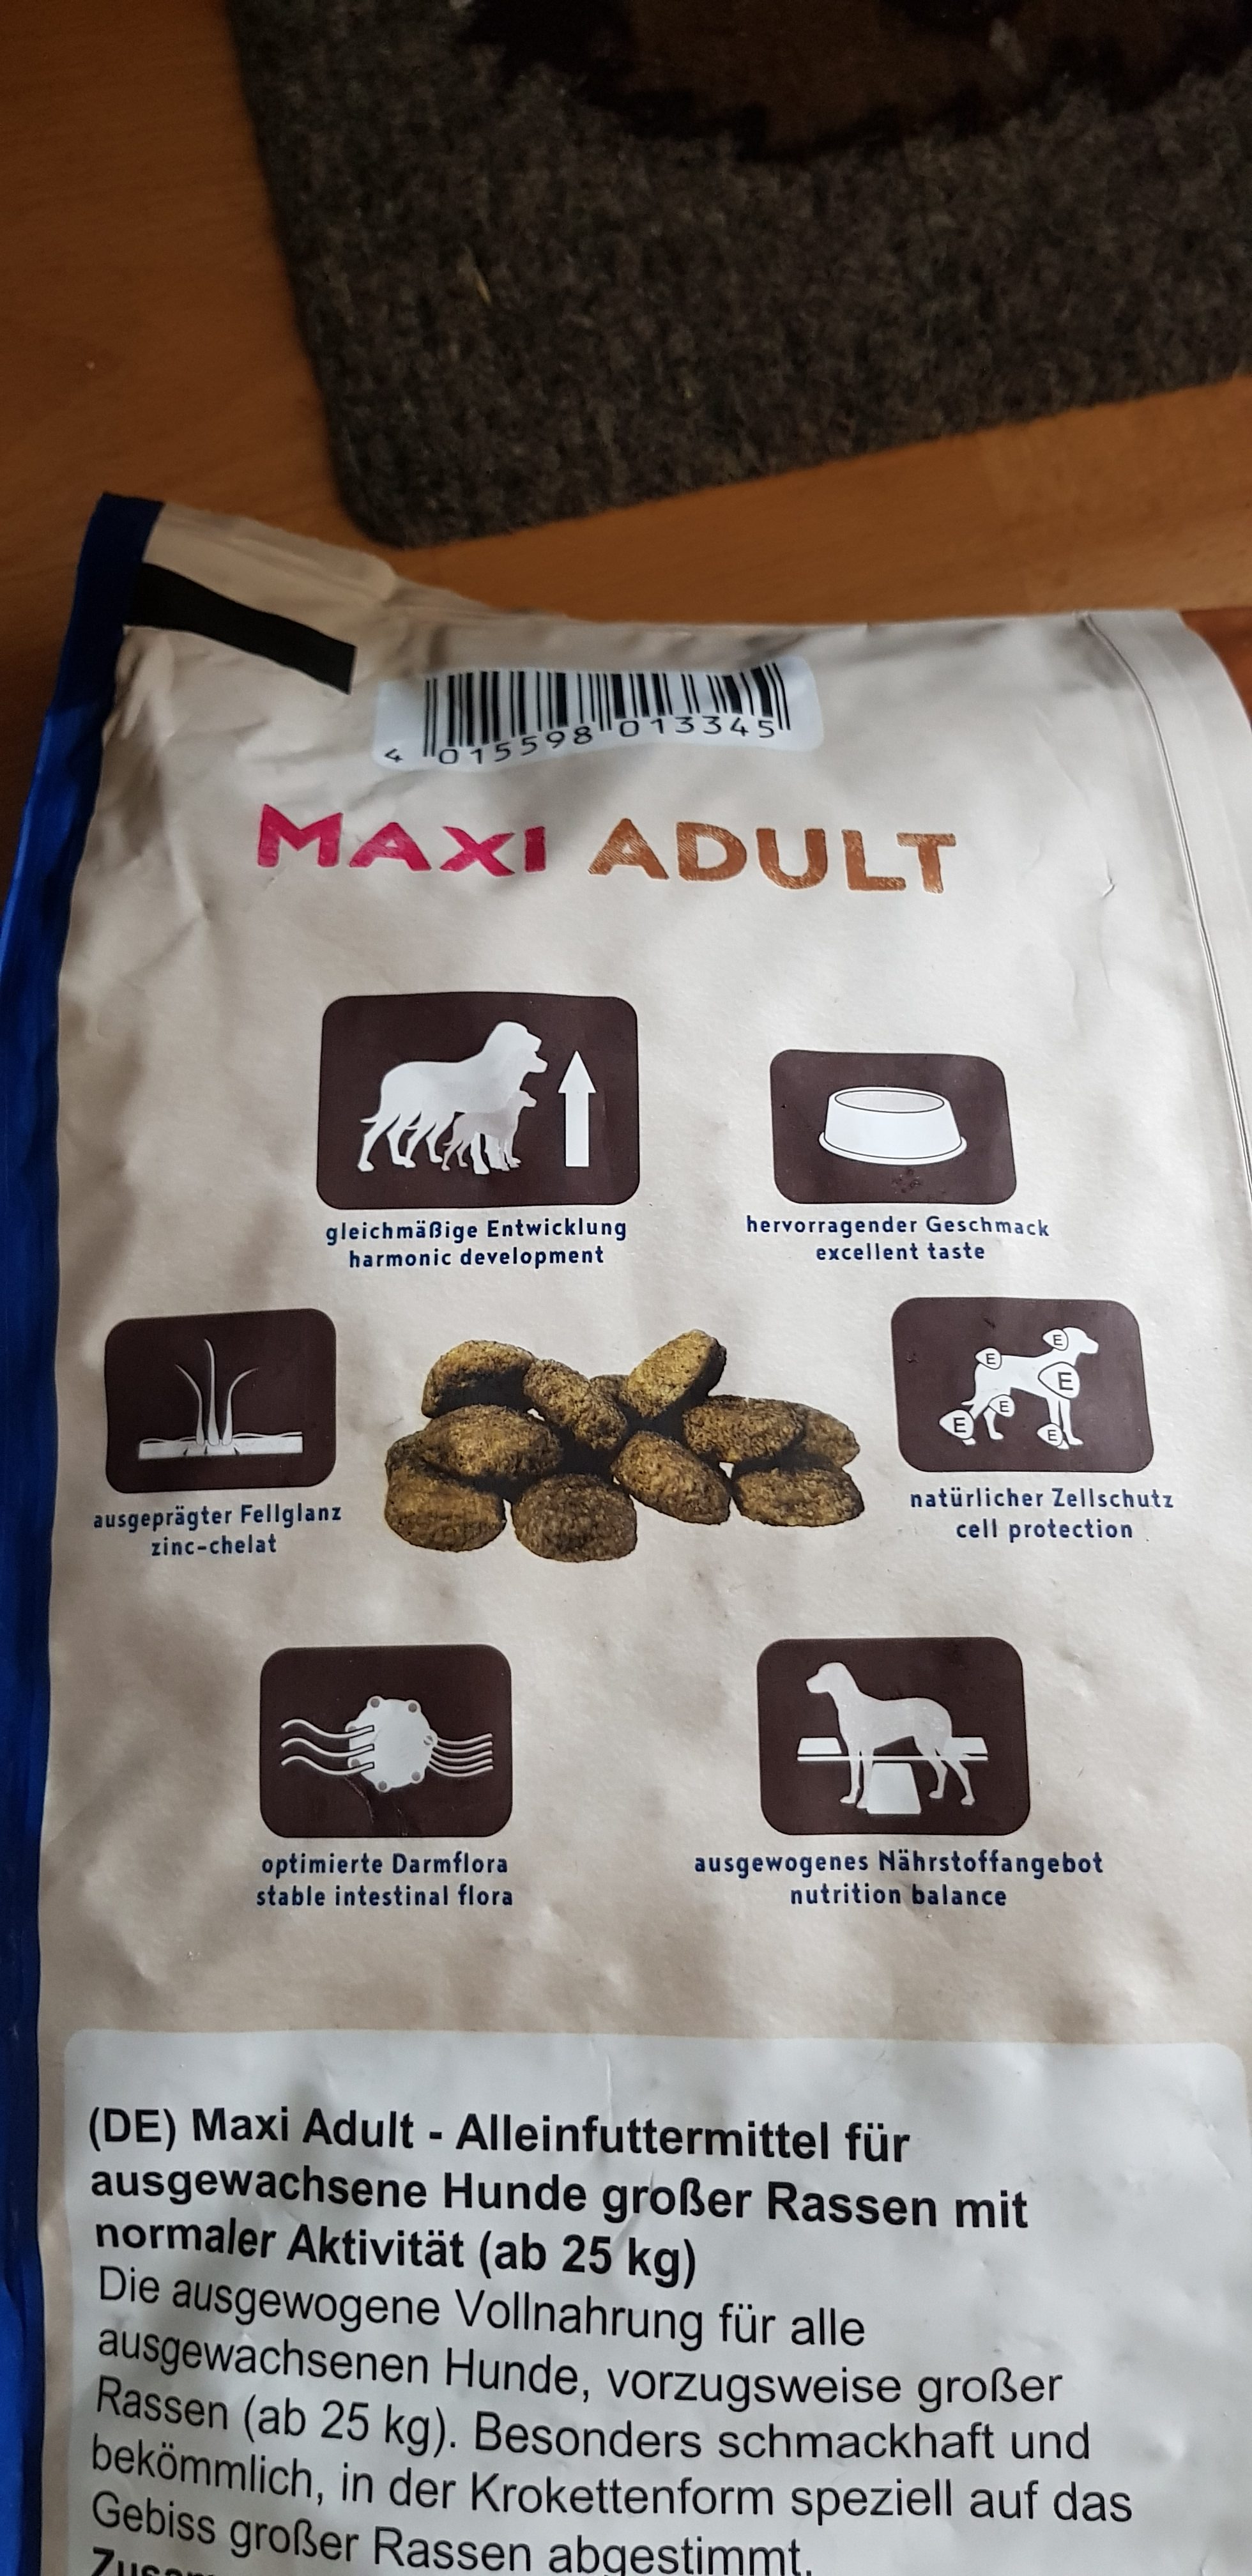 4 015598 013345
MAXI ADULT
gleichmäßige Entwicklung
harmonic development
hervorragender Geschmack
excellent taste
E
E
E
E
E
E
ausgeprägter Fellglanz
zinc-chelat
natürlicher Zellschutz
cell protection
optimierte Darmflora
stable intestinal flora
ausgewogenes Nährstoffangebot
nutrition balance
(DE) Maxi Adult - Alleinfuttermittel für
ausgewachsene Hunde großer Rassen mit
normaler Aktivität (ab 25 kg)
Die ausgewogene Vollnahrung für alle
ausgewachsenen Hunde, vorzugsweise großer
Rassen (ab 25 kg). Besonders schmackhaft und
bekömmlich, in der Krokettenform speziell auf das
Gebiss großer Rassen abgestimmt.